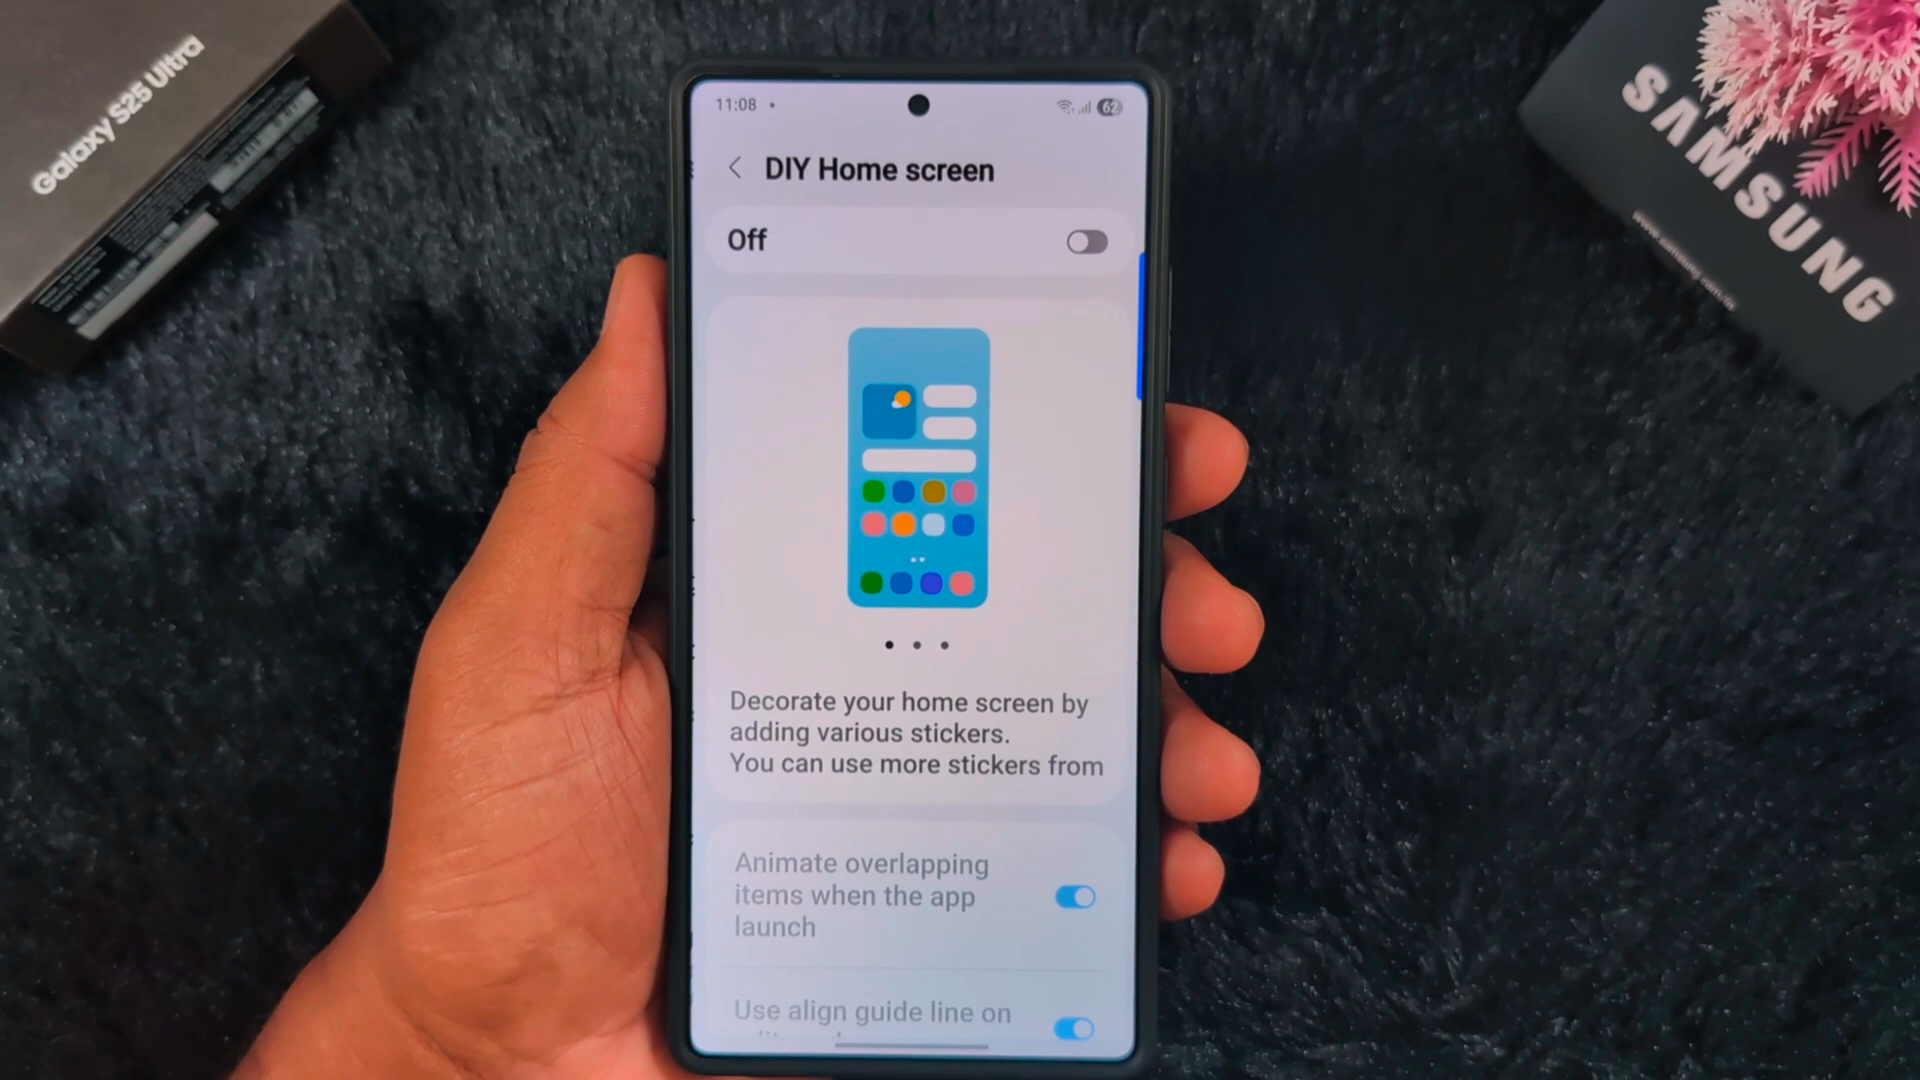 Galaxy S25 Ultra
SAMSUNG
11:08
62
DIY Home screen
Off
Decorate your home screen by
adding various stickers.
You can use more stickers from
Animate overlapping
items when the app
launch
Use align guide line on